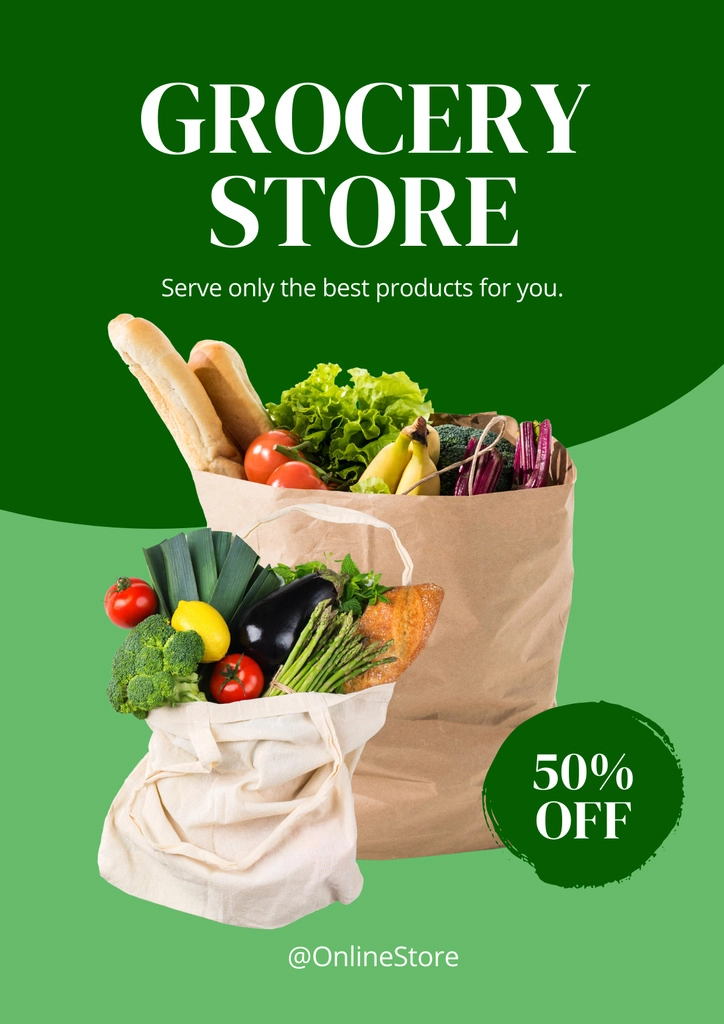 GROCERY
STORE
Serve only the best products for you.
50%
OFF
@OnlineStore